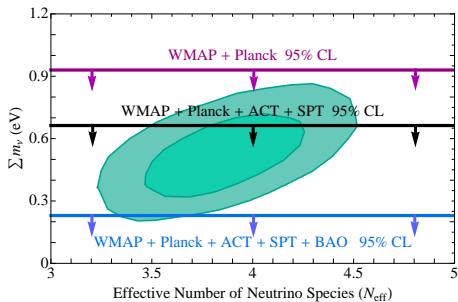 1.2
0.9
0.6
0.3
0
∑ mν (eV)
WMAP + Planck 95% CL
WMAP + Planck + ACT + SPT 95% CL
WMAP + Planck + ACT + SPT + BAO 95% CL
3 3.5 4 4.5 5
Effective Number of Neutrino Species (Neff)